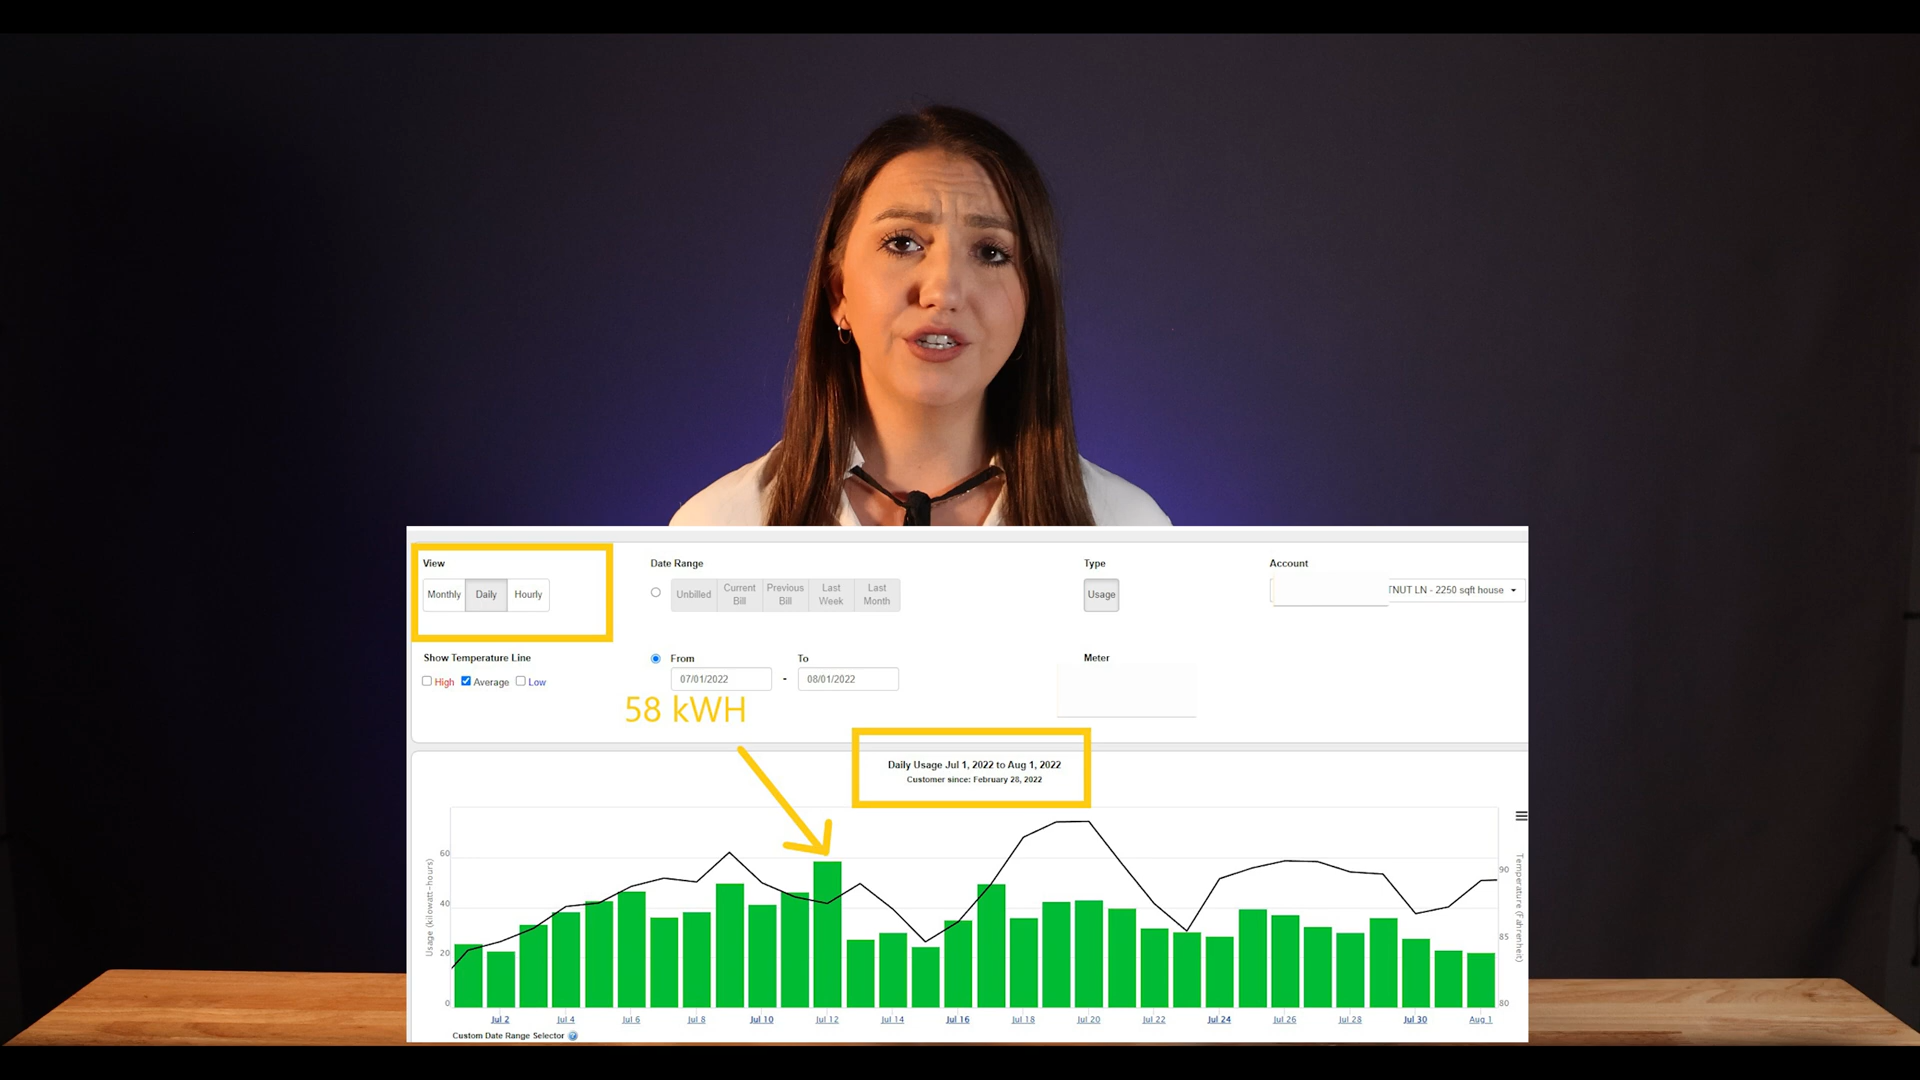 View
Date Range
Type
Account
Monthly Daily Hourly
Unbilled
Current Bill
Previous Bill
Last Week
Last Month
Usage
TNUT LN - 2250 sqft house
Show Temperature Line
From
To
Meter
High Average Low
07/01/2022 - 08/01/2022
58 kWH
Daily Usage Jul 1, 2022 to Aug 1, 2022
Customer since: February 28, 2022
Usage (kilowatt-hours)
60
40
20
0
90
85
80
Temperature (Fahrenheit)
Jul 2 Jul 4 Jul 6 Jul 8 Jul 10 Jul 12 Jul 14 Jul 16 Jul 18 Jul 20 Jul 22 Jul 24 Jul 26 Jul 28 Jul 30 Aug 1
Custom Date Range Selector ?